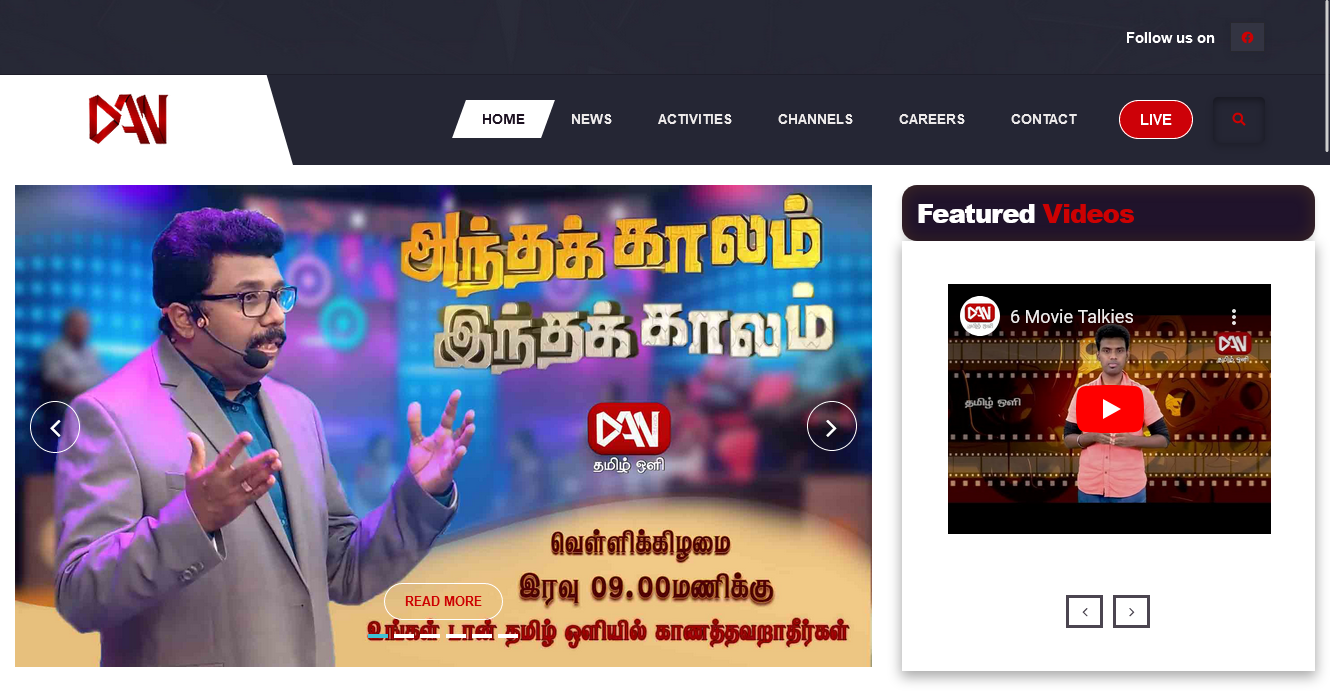 Follow us on
DAN
HOME NEWS ACTIVITIES CHANNELS CAREERS CONTACT LIVE
அந்தக் காலம்
இந்தக் காலம்
DAN
தமிழ் ஒளி
வெள்ளிக்கிழமை
இரவு 09.00மணிக்கு
READ MORE
உங்கள் டான் தமிழ் ஒளியில் காணத்தவறாதீர்கள்
Featured Videos
DAN
6 Movie Talkies
DAN
தமிழ் ஒளி